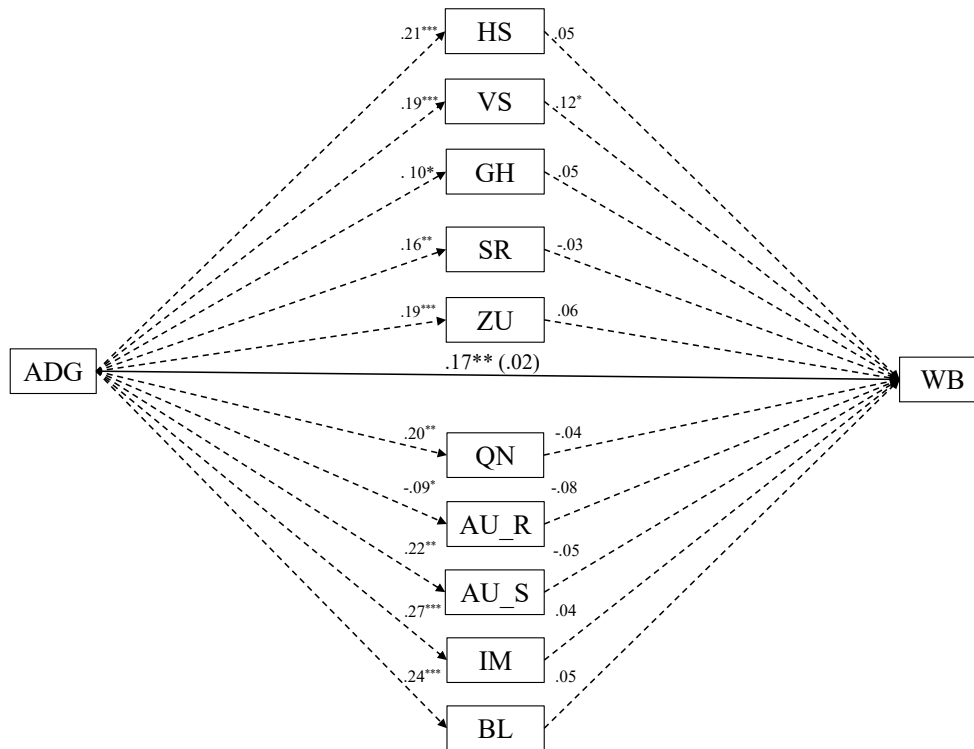 .21*** HS .05
.19*** VS .12*
. 10* GH .05
.16** SR -.03
.19*** ZU .06
ADG .17** (.02) WB
.20** QN -.04
-.09* AU_R -.08
.22** AU_S -.05
.27*** IM .04
.24*** BL .05